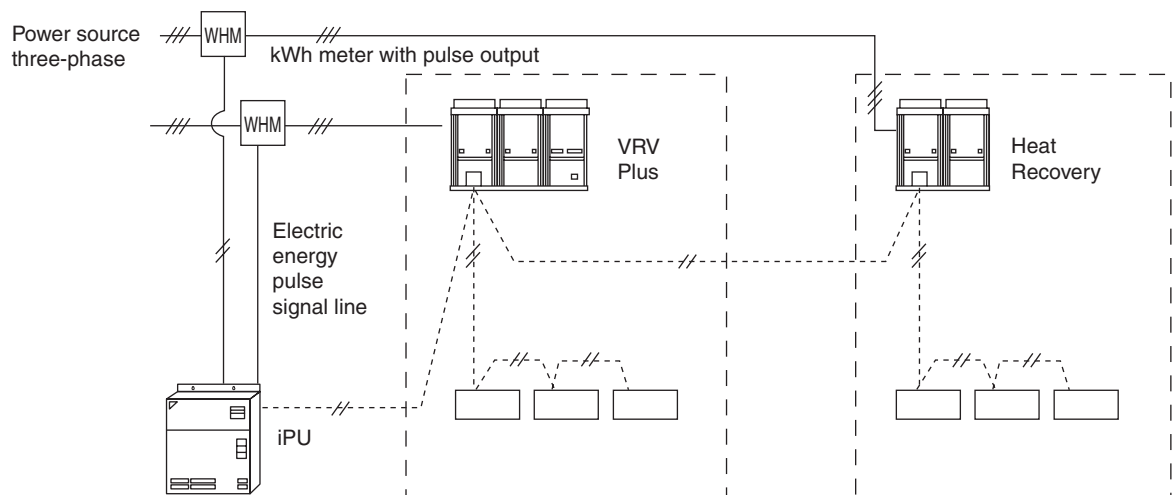 Power source
three-phase
WHM
kWh meter with pulse output
WHM
VRV
Plus
Heat
Recovery
Electric
energy
pulse
signal line
iPU